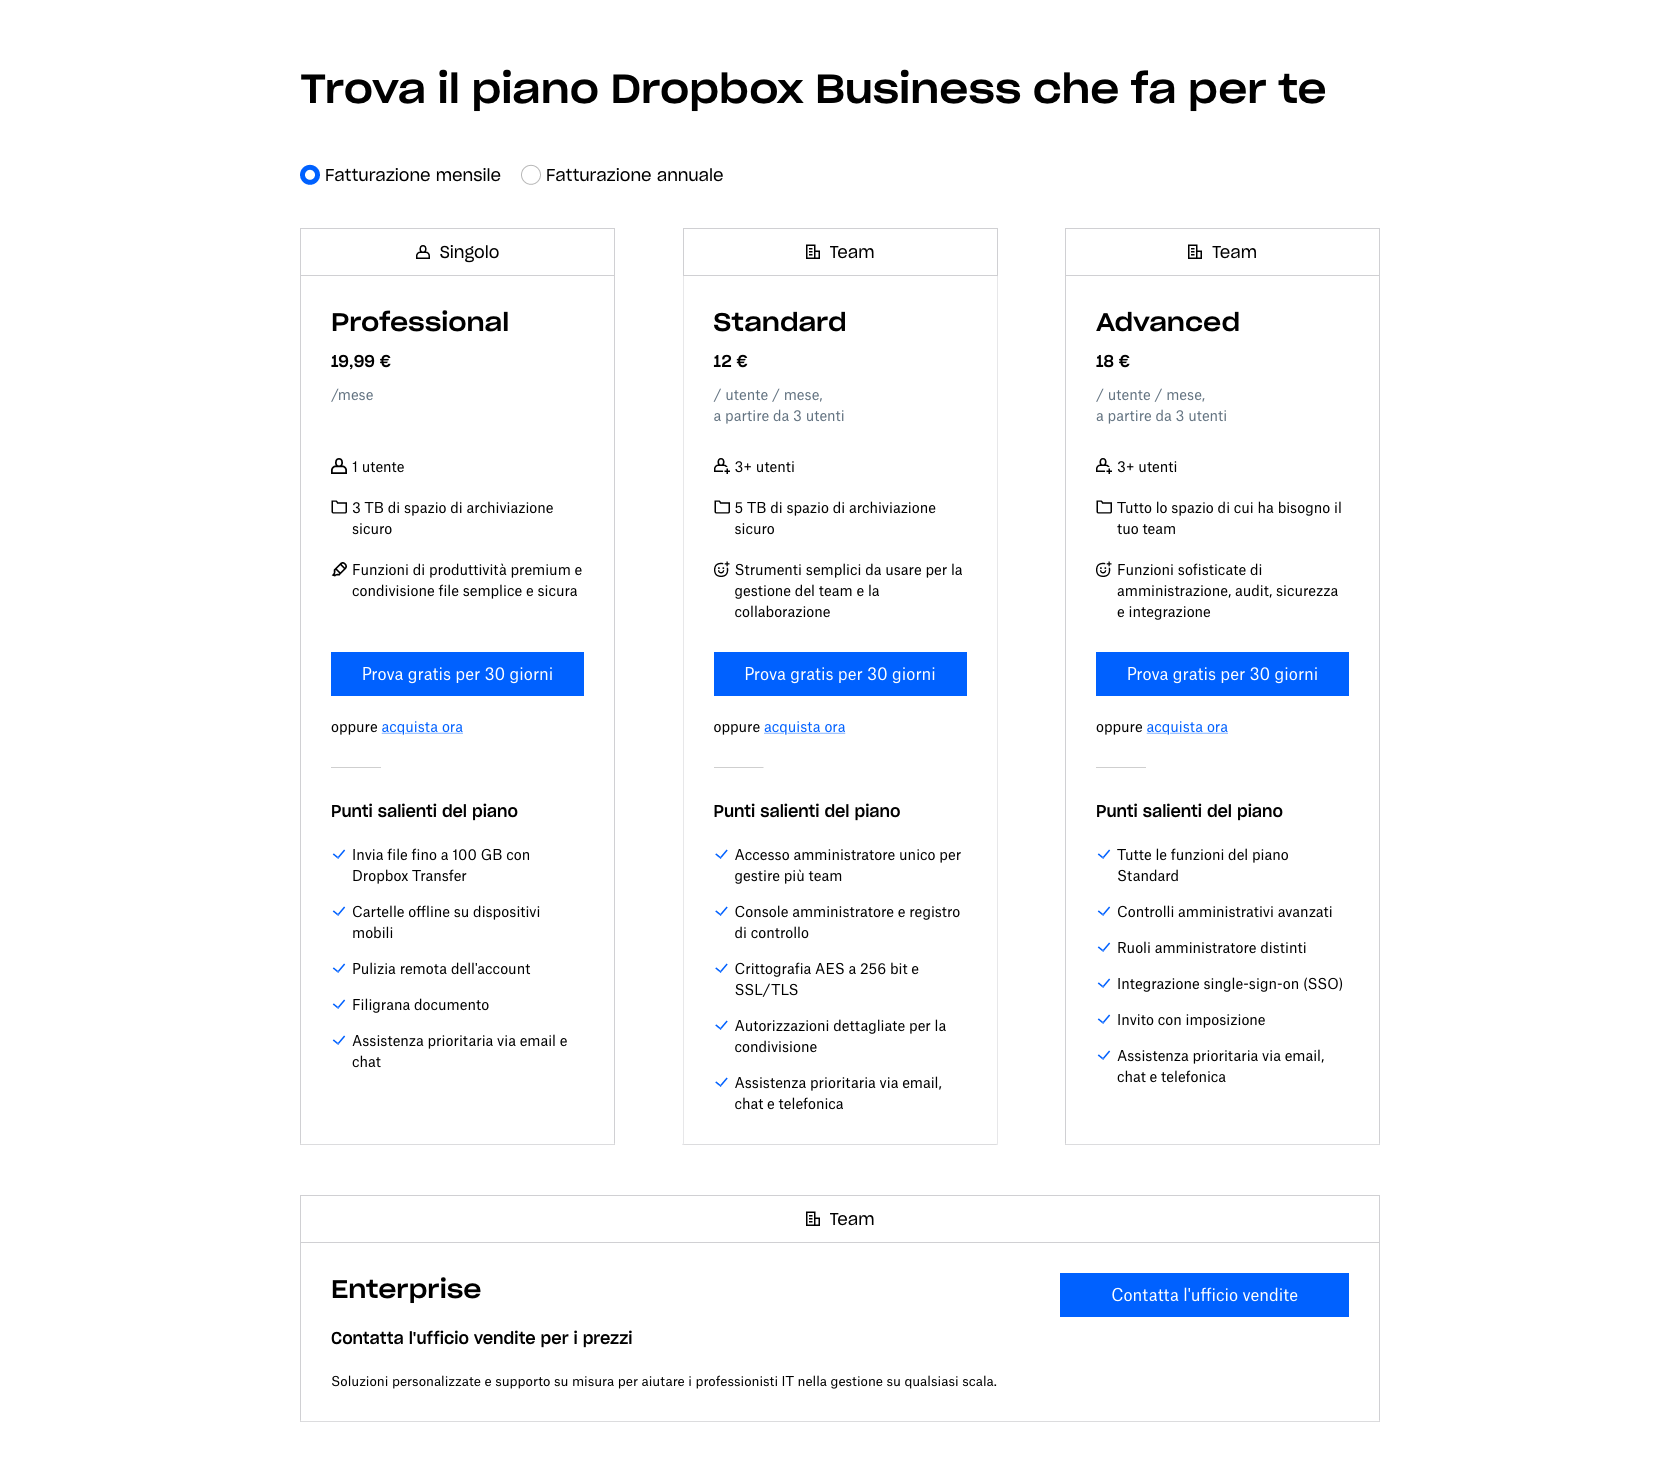 Trova il piano Dropbox Business che fa per te
Fatturazione mensile
Fatturazione annuale
Singolo
Professional
19,99 €
/mese
1 utente
3 TB di spazio di archiviazione
sicuro
Funzioni di produttività premium e
condivisione file semplice e sicura
Prova gratis per 30 giorni
oppure acquista ora
Punti salienti del piano
Invia file fino a 100 GB con
Dropbox Transfer
Cartelle offline su dispositivi
mobili
Pulizia remota dell'account
Filigrana documento
Assistenza prioritaria via email e
chat
Team
Standard
12 €
/ utente / mese,
a partire da 3 utenti
3+ utenti
5 TB di spazio di archiviazione
sicuro
Strumenti semplici da usare per la
gestione del team e la
collaborazione
Prova gratis per 30 giorni
oppure acquista ora
Punti salienti del piano
Accesso amministratore unico per
gestire più team
Console amministratore e registro
di controllo
Crittografia AES a 256 bit e
SSL/TLS
Autorizzazioni dettagliate per la
condivisione
Assistenza prioritaria via email,
chat e telefonica
Team
Advanced
18 €
/ utente / mese,
a partire da 3 utenti
3+ utenti
Tutto lo spazio di cui ha bisogno il
tuo team
Funzioni sofisticate di
amministrazione, audit, sicurezza
e integrazione
Prova gratis per 30 giorni
oppure acquista ora
Punti salienti del piano
Tutte le funzioni del piano
Standard
Controlli amministrativi avanzati
Ruoli amministratore distinti
Integrazione single-sign-on (SSO)
Invito con imposizione
Assistenza prioritaria via email,
chat e telefonica
Team
Enterprise
Contatta l'ufficio vendite
Contatta l'ufficio vendite per i prezzi
Soluzioni personalizzate e supporto su misura per aiutare i professionisti IT nella gestione su qualsiasi scala.